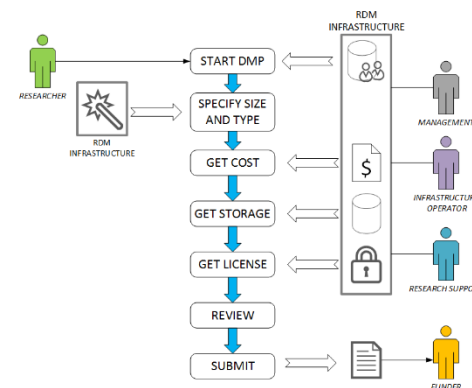 RDM
INFRASTRUCTURE
START DMP
RESEARCHER
SPECIFY SIZE
AND TYPE
RDM
INFRASTRUCTURE
MANAGEMENT
GET COST
$
INFRASTRUCTURE
OPERATOR
GET STORAGE
GET LICENSE
RESEARCH SUPPO
REVIEW
SUBMIT
FUNDER